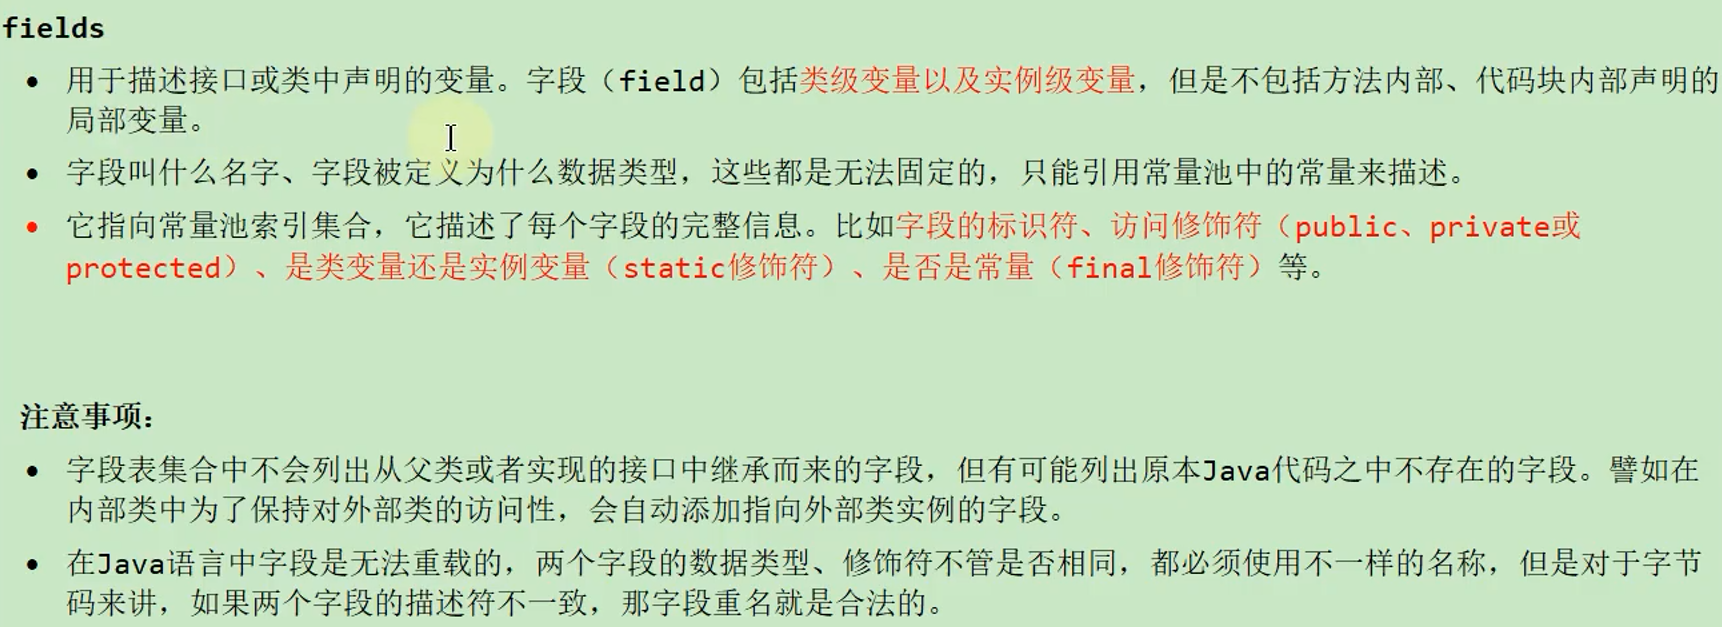 fields
• 用于描述接口或类中声明的变量。字段（field）包括类级变量以及实例级变量，但是不包括方法内部、代码块内部声明的
局部变量。
• 字段叫什么名字、字段被定义为什么数据类型，这些都是无法固定的，只能引用常量池中的常量来描述。
• 它指向常量池索引集合，它描述了每个字段的完整信息。比如字段的标识符、访问修饰符（public、private或
protected）、是类变量还是实例变量（static修饰符）、是否是常量（final修饰符）等。
注意事项：
• 字段表集合中不会列出从父类或者实现的接口中继承而来的字段，但有可能列出原本Java代码之中不存在的字段。譬如在
内部类中为了保持对外部类的访问性，会自动添加指向外部类实例的字段。
• 在Java语言中字段是无法重载的，两个字段的数据类型、修饰符不管是否相同，都必须使用不一样的名称，但是对于字节
码来讲，如果两个字段的描述符不一致，那字段重名就是合法的。